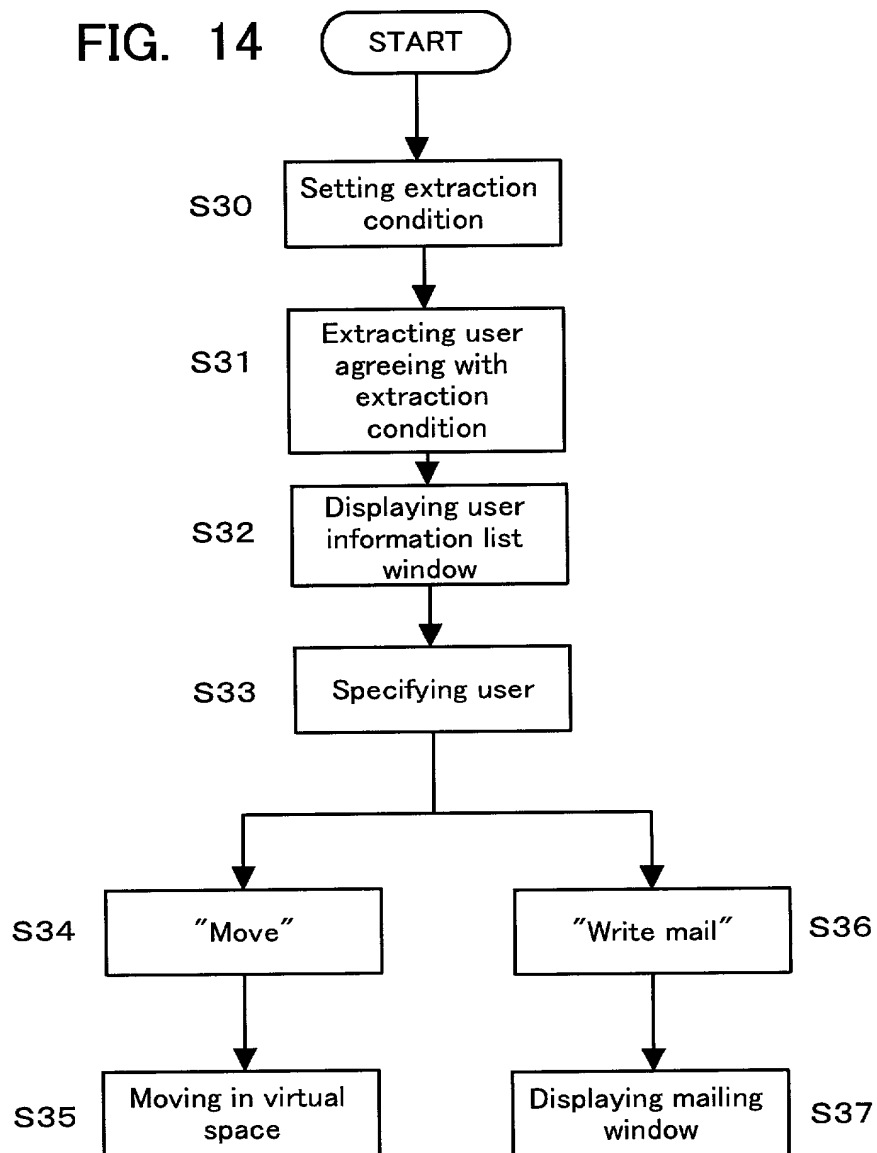 FIG. 14
START
S30
Setting extraction
condition
S31
Extracting user
agreeing with
extraction
condition
S32
Displaying user
information list
window
S33
Specifying user
S34
"Move"
"Write mail"
S36
S35
Moving in virtual
space
Displaying mailing
window
S37